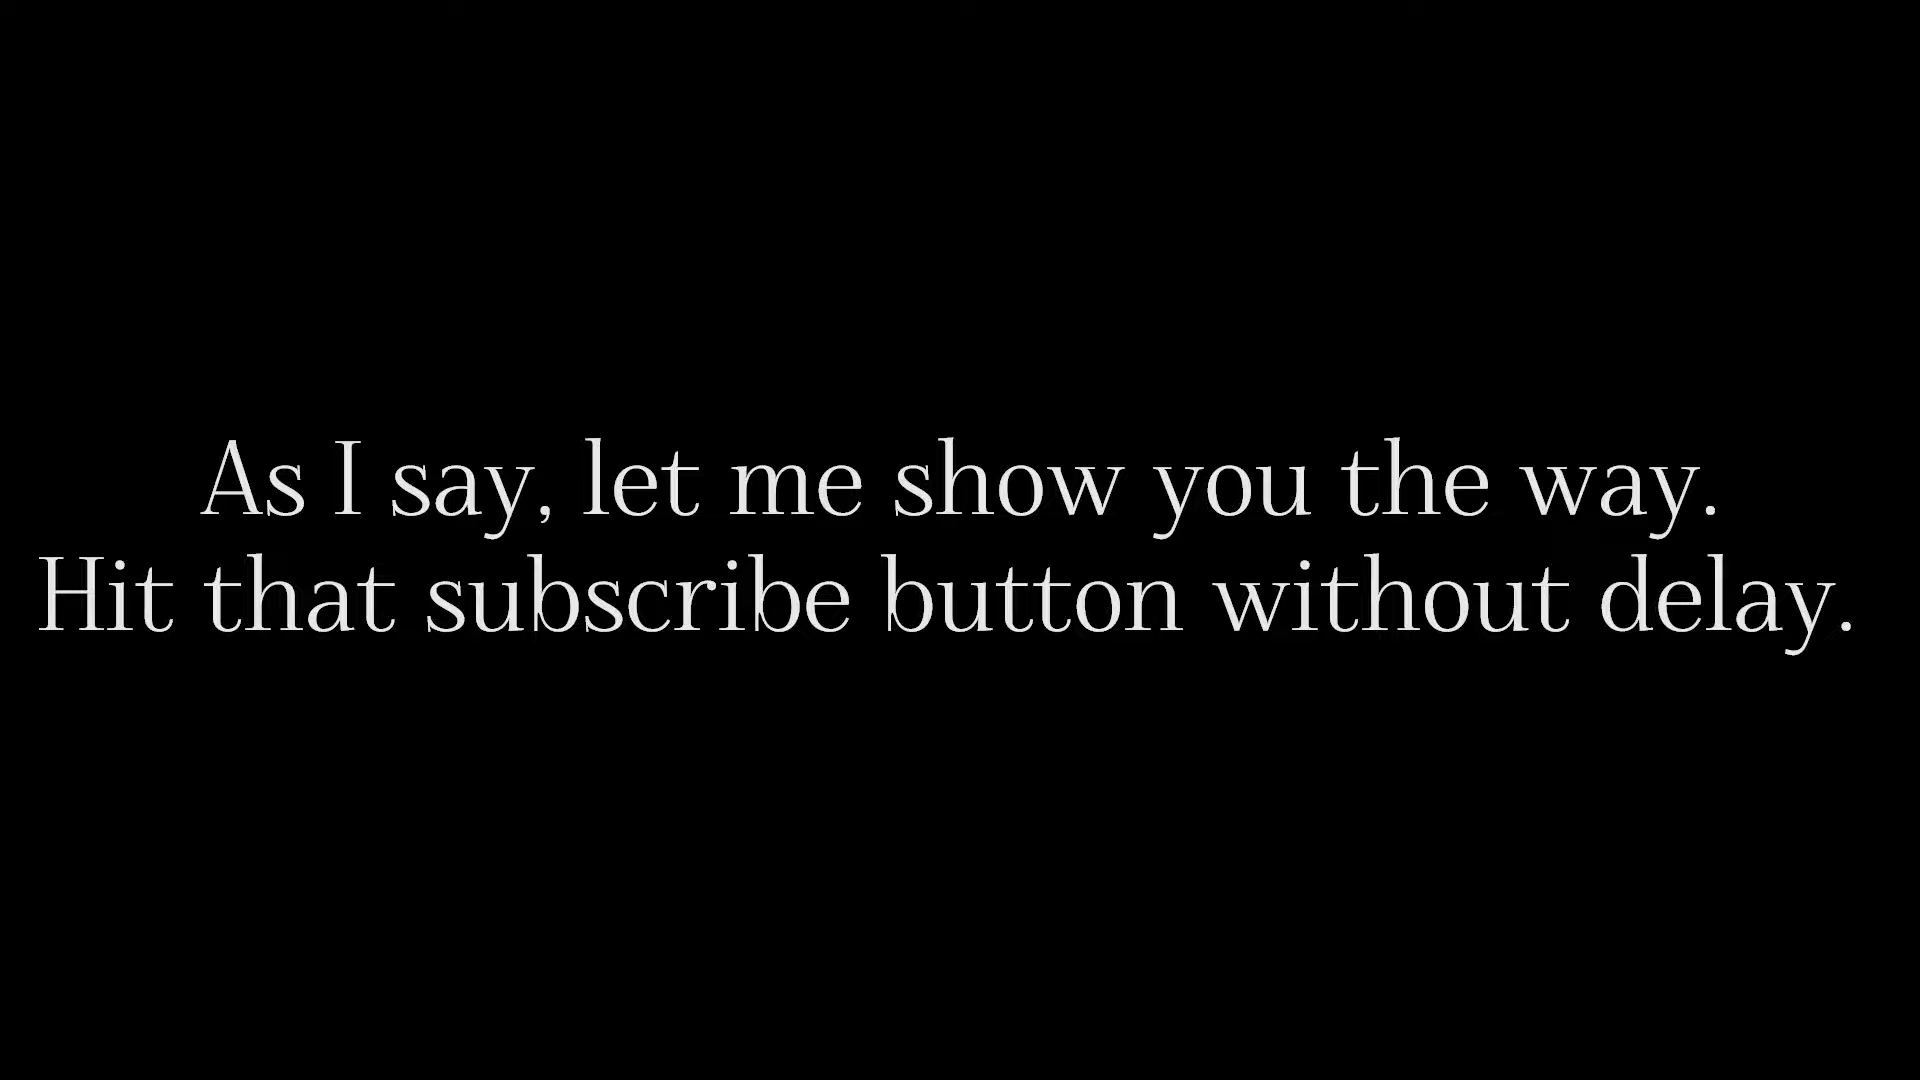 As I say, let me show you the way.
Hit that subscribe button without delay.